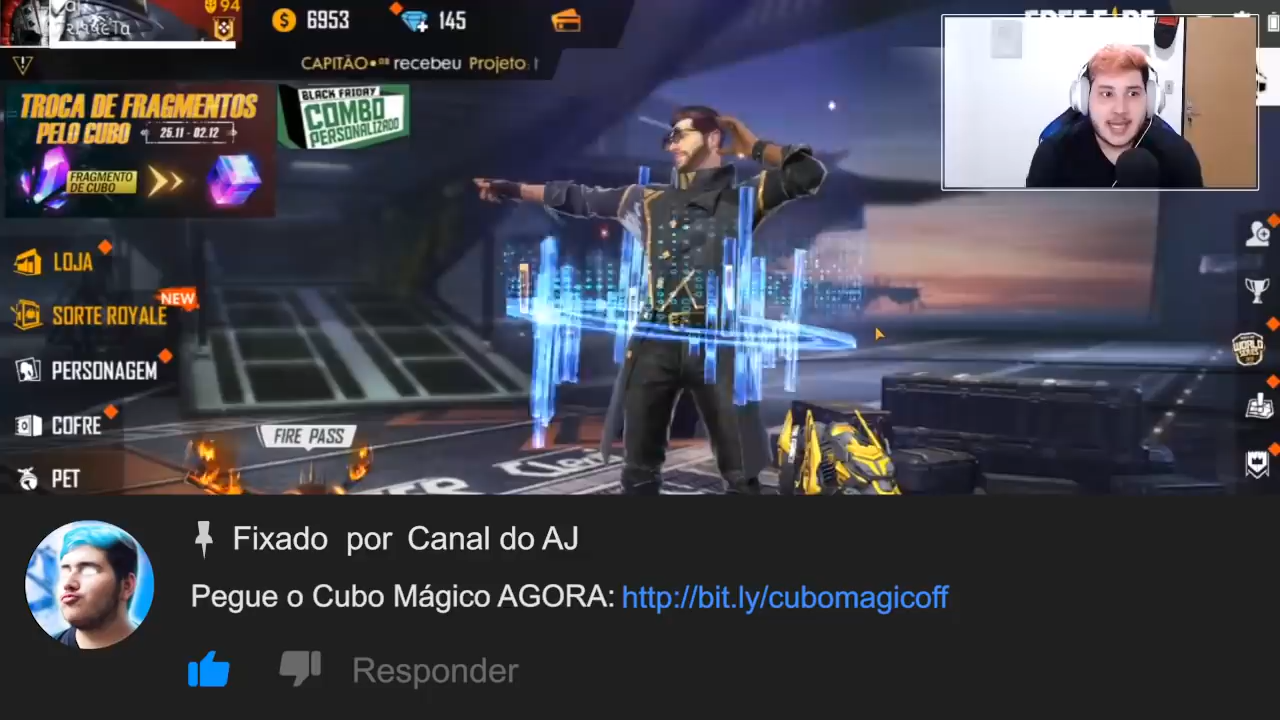 94
6953
145
CAPITÃO
recebeu Projeto:
TROCA DE FRAGMENTOS
PELO CUBO
25.11 - 02.12
FRAGMENTO
DE CUBO
BLACK FRIDAY
COMBO
PERSONALIZADO
LOJA
NEW
SORTE ROYALE
PERSONAGEM
COFRE
PET
FIRE PASS
WORLD
SERIES
Fixado por Canal do AJ
Pegue o Cubo Mágico AGORA: http://bit.ly/cubomagicoff
Responder